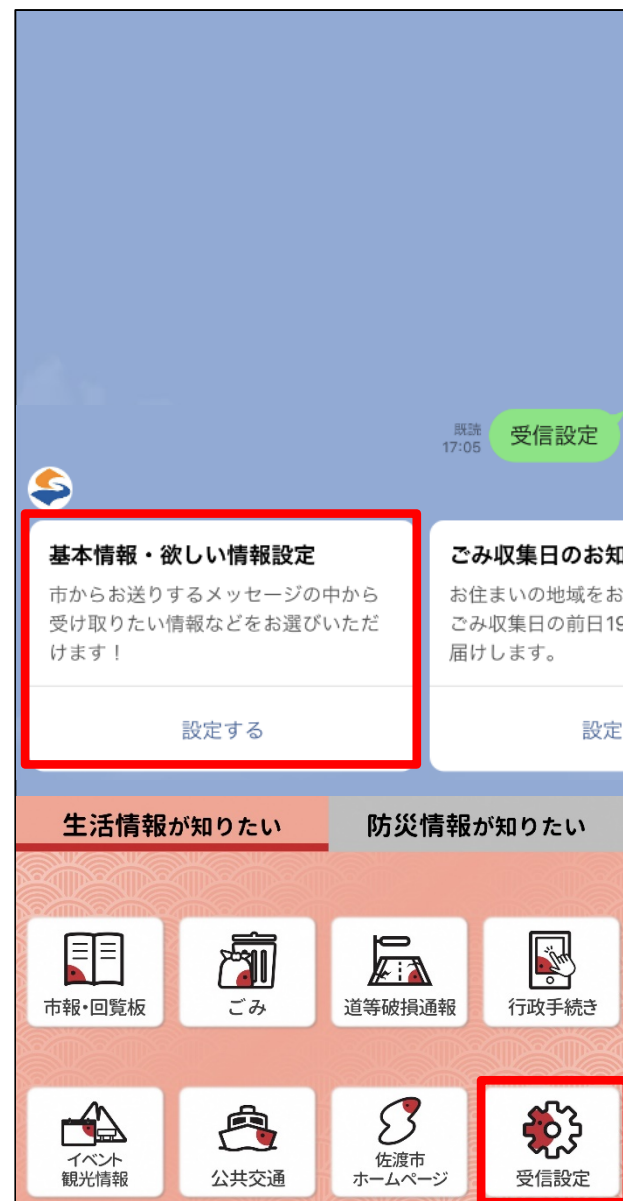 既読
17:05
受信設定
基本情報・欲しい情報設定
市からお送りするメッセージの中から
受け取りたい情報などをお選びいただ
けます！
設定する
ごみ収集日のお知
お住まいの地域をお
ごみ収集日の前日19
届けします。
設定
生活情報が知りたい
防災情報が知りたい
市報・回覧板
ごみ
道等破損通報
行政手続き
イベント
観光情報
公共交通
佐渡市
ホームページ
受信設定